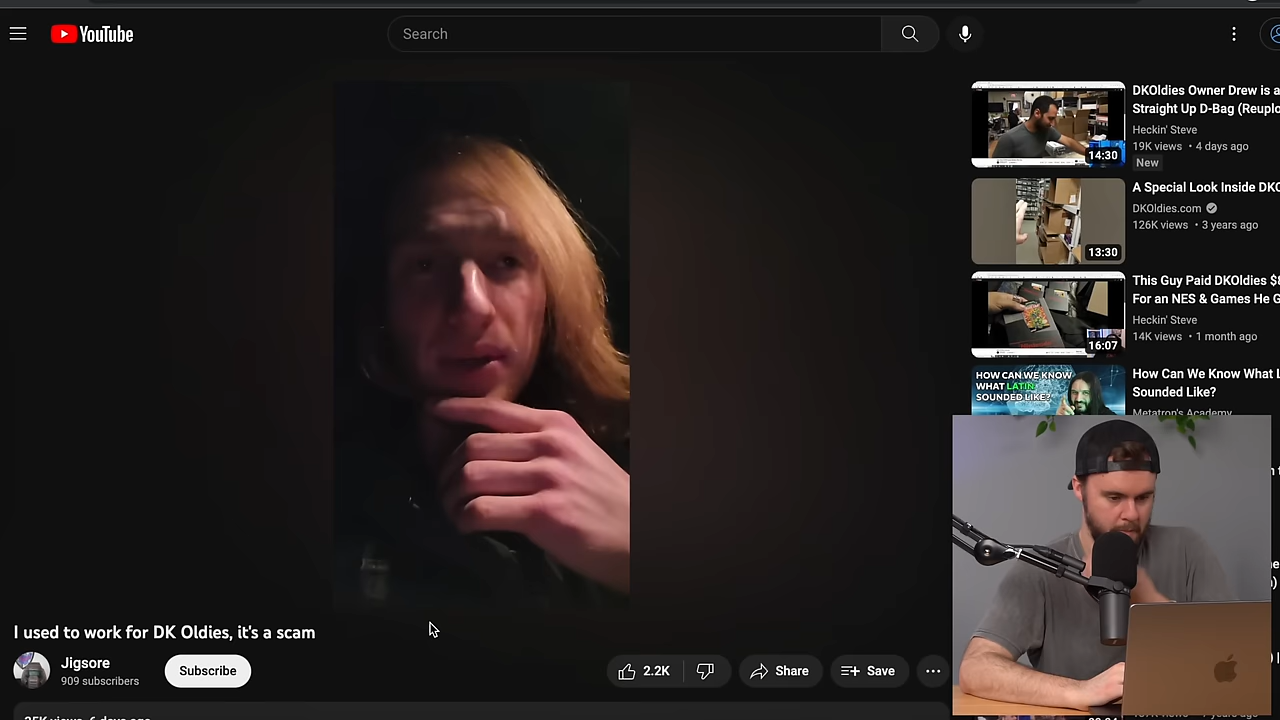 YouTube
Search
DKOldies Owner Drew is a
Straight Up D-Bag (Reuplo
Heckin' Steve
19K views • 4 days ago
New
14:30
A Special Look Inside DKO
DKOldies.com
126K views • 3 years ago
13:30
This Guy Paid DKOldies $8
For an NES & Games He G
Heckin' Steve
14K views • 1 month ago
16:07
HOW CAN WE KNOW
WHAT LATIN
SOUNDED LIKE?
How Can We Know What L
Sounded Like?
Metatron's Academy
I used to work for DK Oldies, it's a scam
Jigsore
909 subscribers
Subscribe
2.2K
Share
Save